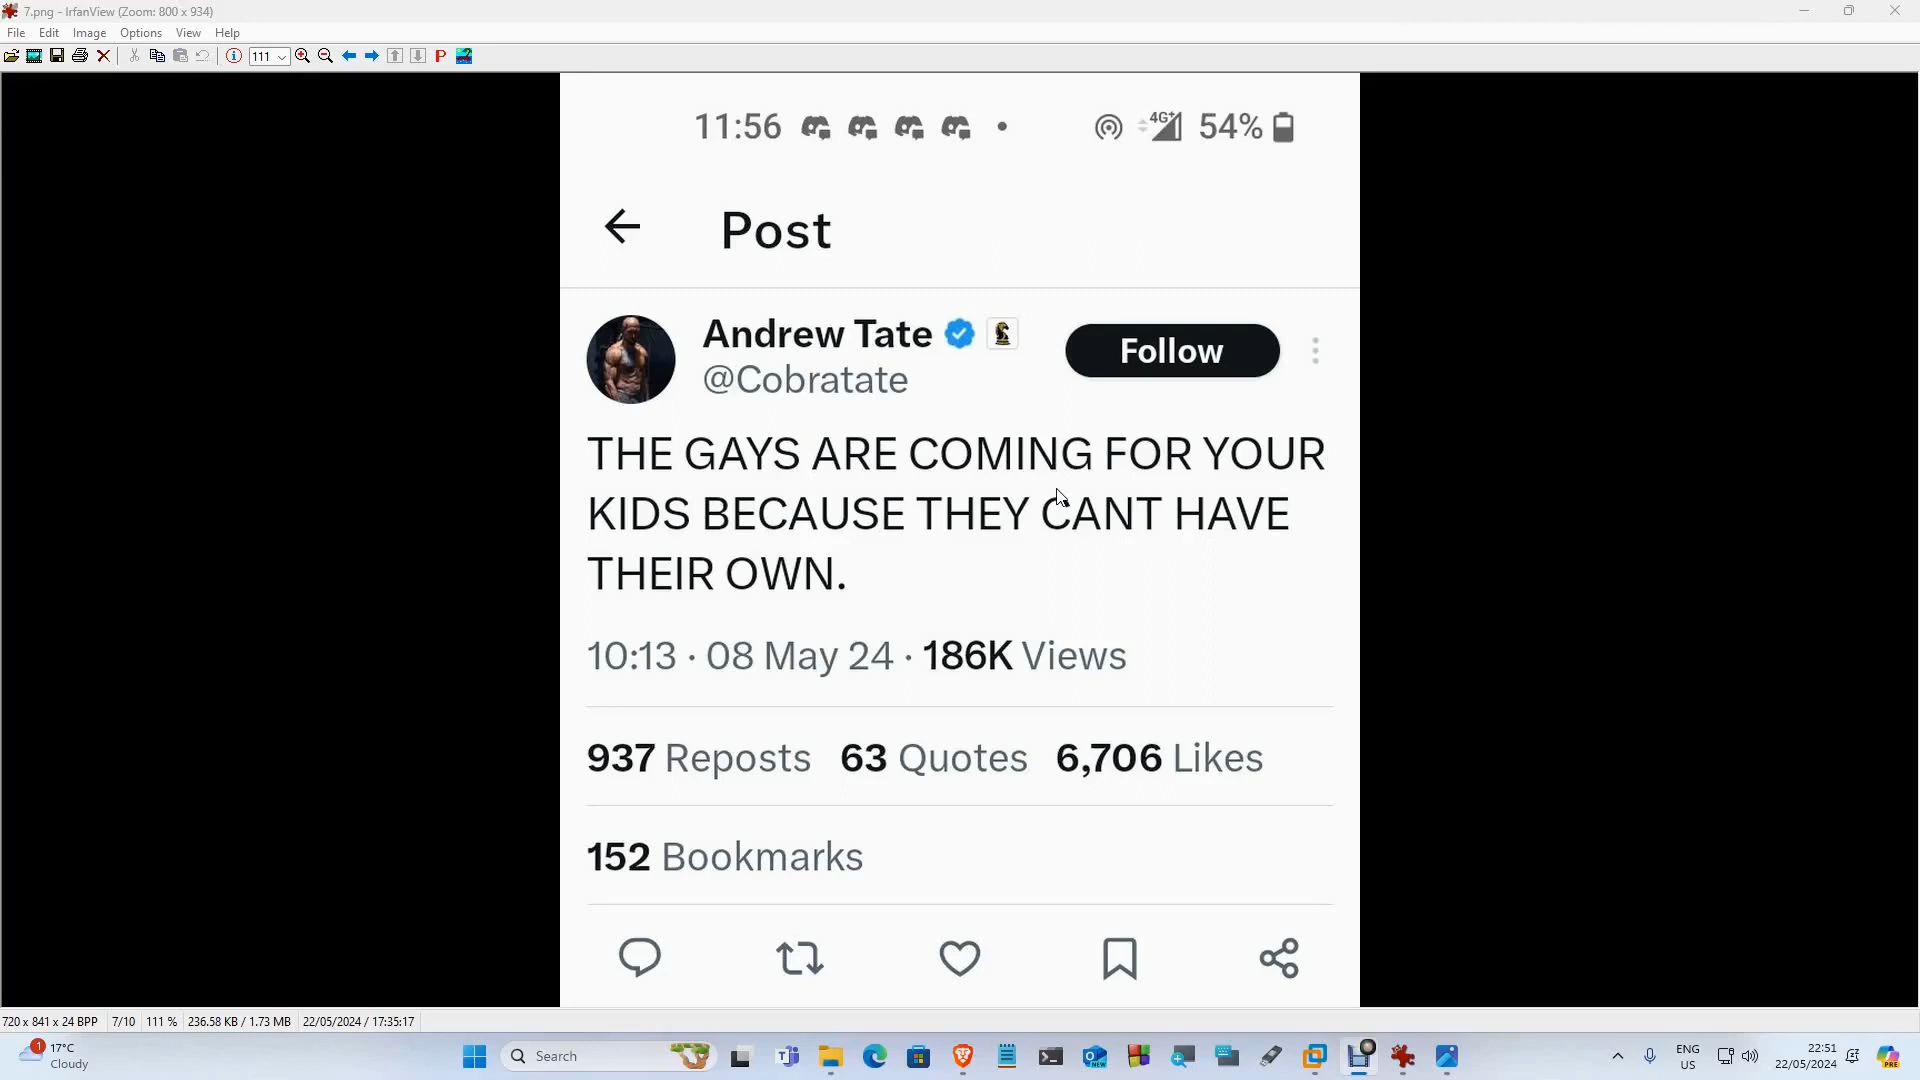 7.png - IrfanView (Zoom: 800 x 934)
File Edit Image Options View Help
111
P
11:56 4G+ 54%
Post
Andrew Tate
@Cobratate
Follow
THE GAYS ARE COMING FOR YOUR
KIDS BECAUSE THEY CANT HAVE
THEIR OWN.
10:13 · 08 May 24 · 186K Views
937 Reposts 63 Quotes 6,706 Likes
152 Bookmarks
720 x 841 x 24 BPP 7/10 111 % 236.58 KB / 1.73 MB 22/05/2024 / 17:35:17
1
17°C
Cloudy
Search
NEW
ENG
US
22:51
22/05/2024
PRE